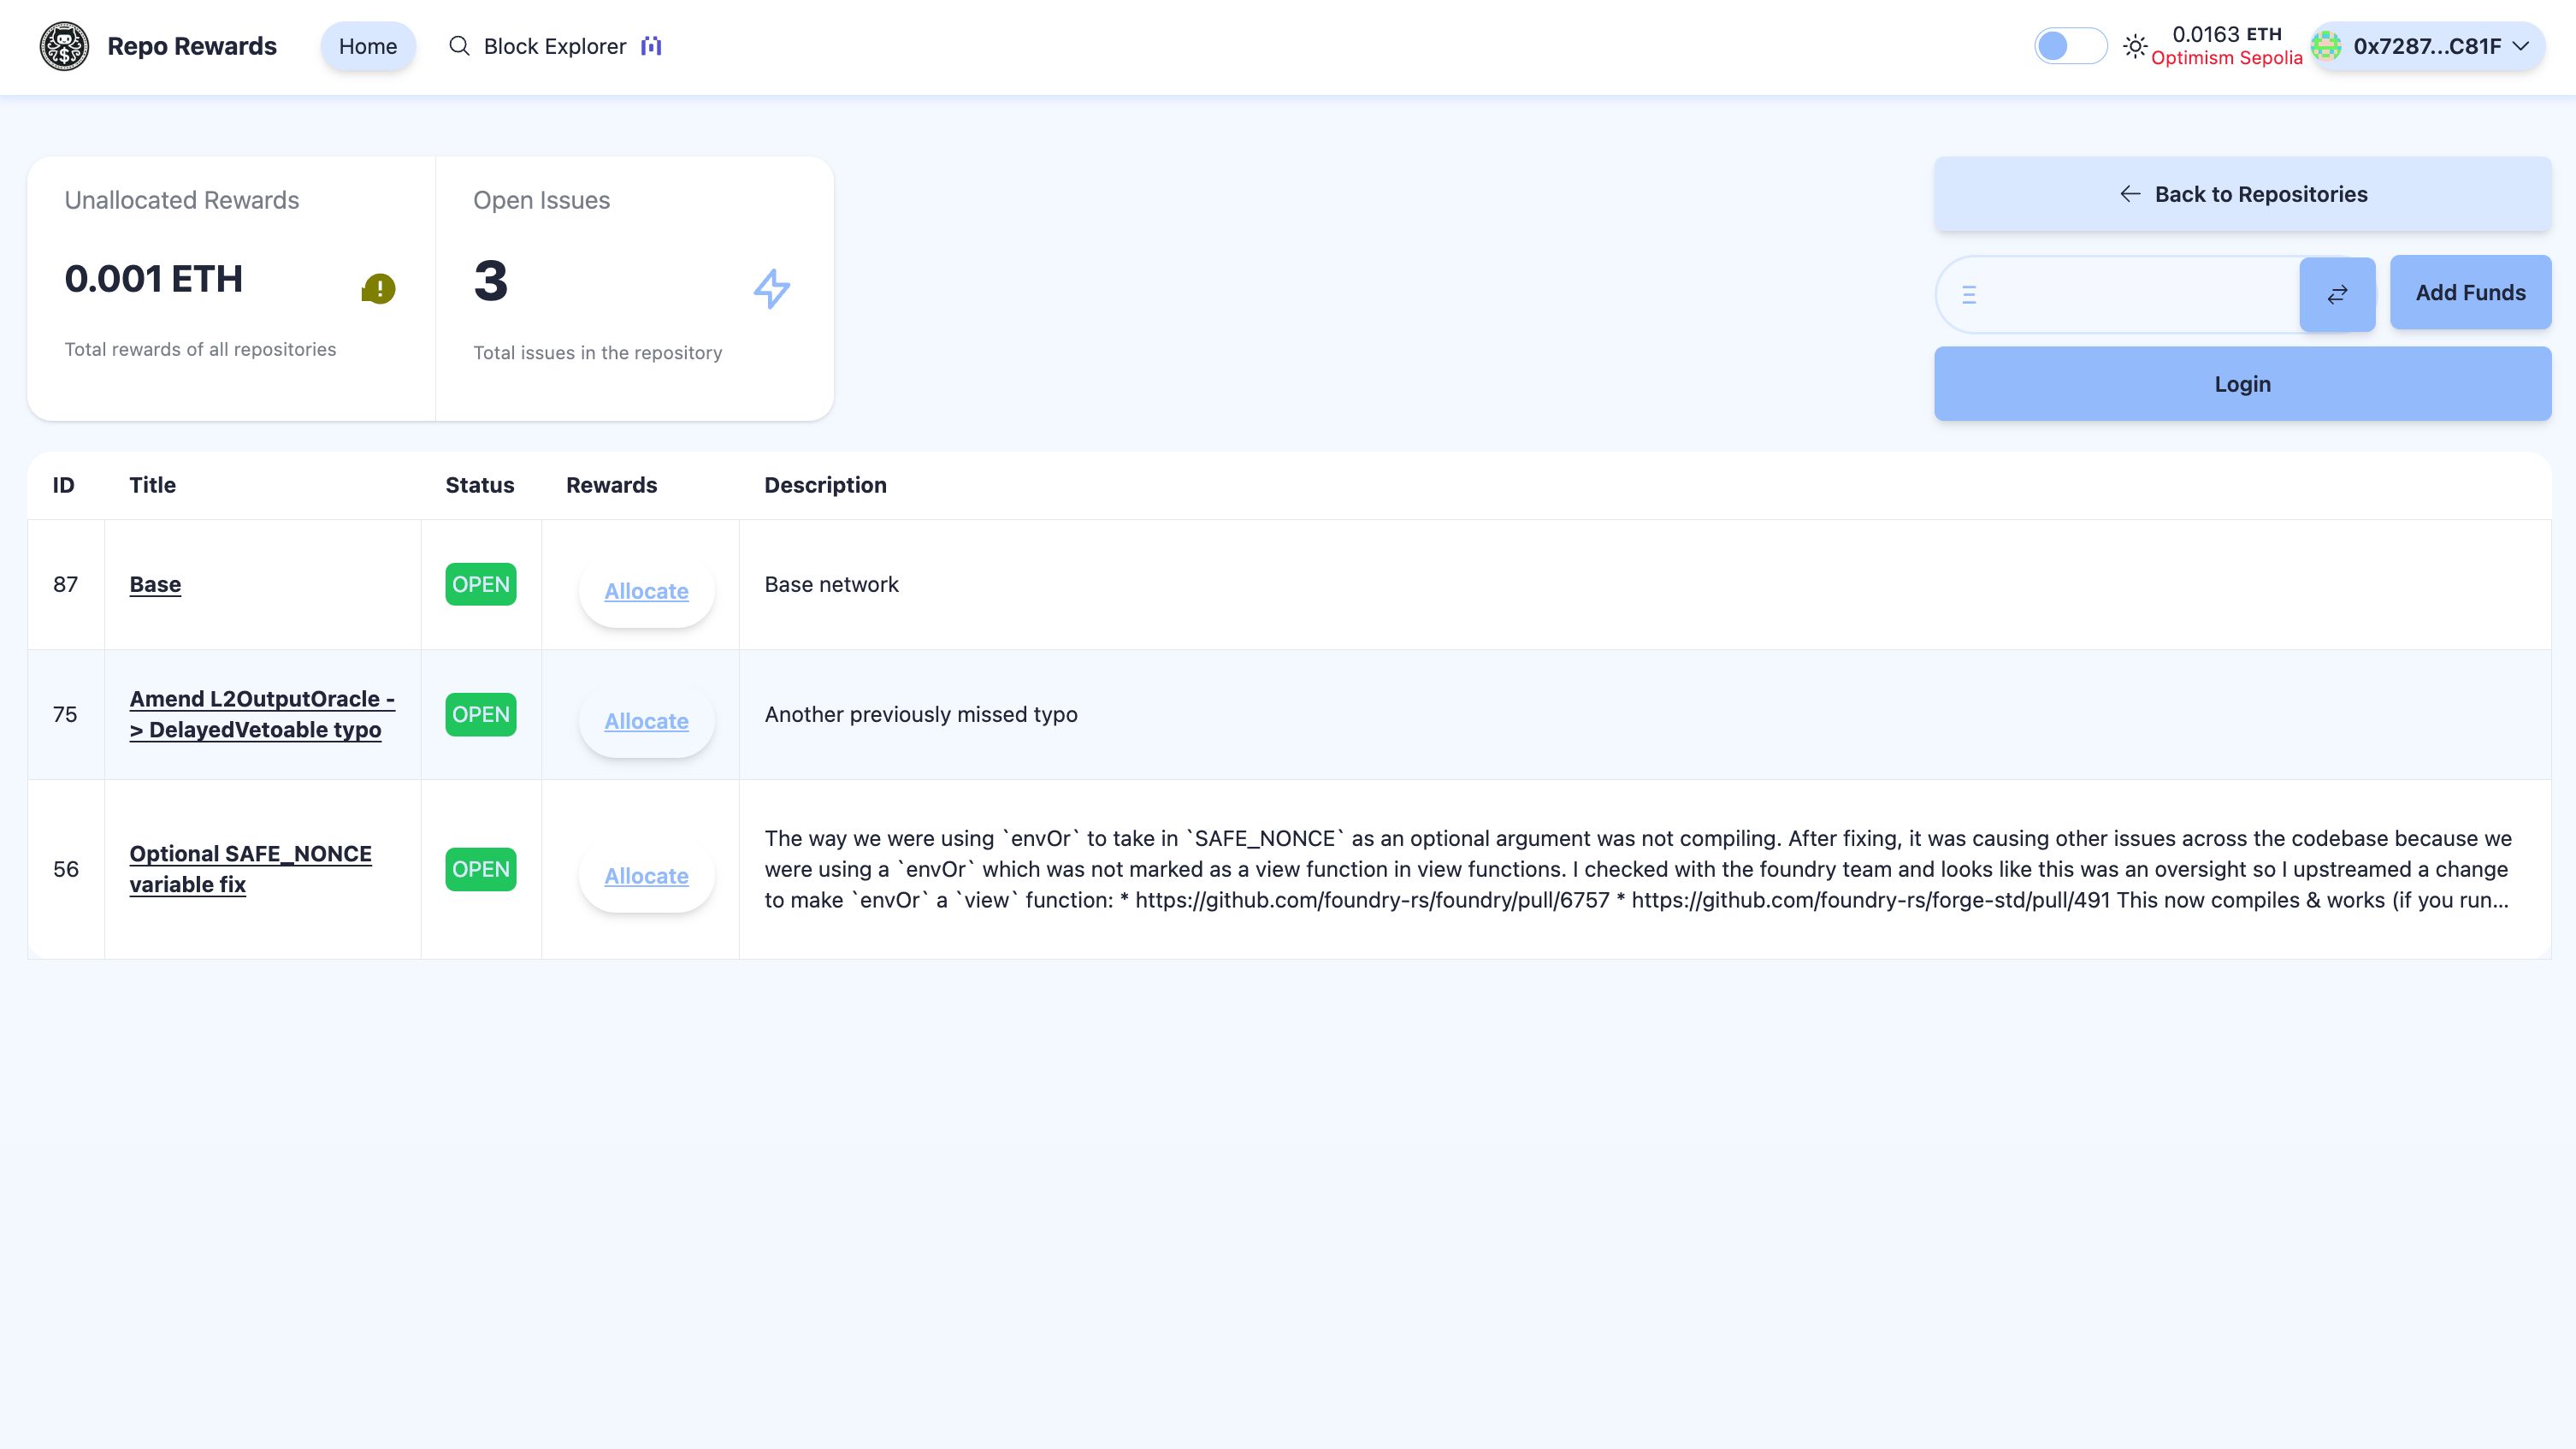 Repo Rewards
Home
Block Explorer
0.0163 ETH
Optimism Sepolia
0x7287...C81F
Unallocated Rewards
0.001 ETH
Total rewards of all repositories
Open Issues
3
Total issues in the repository
← Back to Repositories
Ξ
Add Funds
Login
ID Title Status Rewards Description
87 Base OPEN Allocate Base network
75
Amend L2OutputOracle -
> DelayedVetoable typo
OPEN
Allocate
Another previously missed typo
56
Optional SAFE_NONCE
variable fix
OPEN
Allocate
The way we were using `envOr` to take in `SAFE_NONCE` as an optional argument was not compiling. After fixing, it was causing other issues across the codebase because we
were using a `envOr` which was not marked as a view function in view functions. I checked with the foundry team and looks like this was an oversight so I upstreamed a change
to make `envOr` a `view` function: * https://github.com/foundry-rs/foundry/pull/6757 * https://github.com/foundry-rs/forge-std/pull/491 This now compiles & works (if you run...